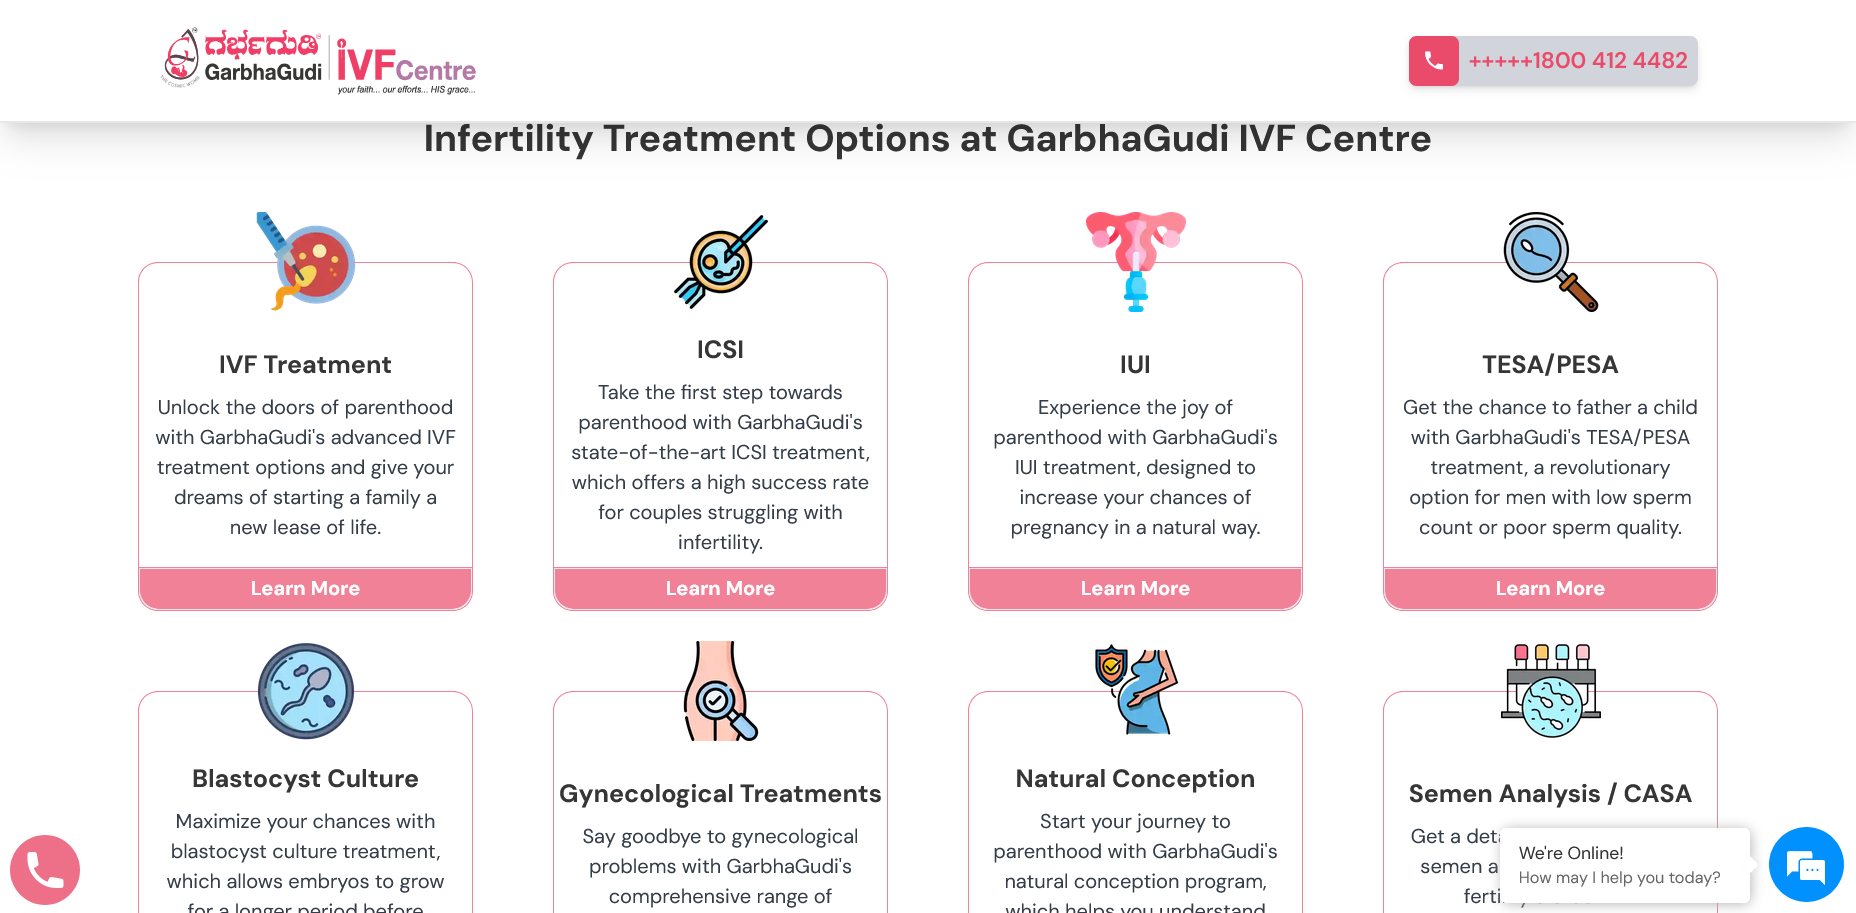 ಗರ್ಭಗುಡಿ
GarbhaGudi
IVF Centre
your faith... our efforts... HIS grace...
+++++1800 412 4482
Infertility Treatment Options at GarbhaGudi IVF Centre
IVF Treatment
Unlock the doors of parenthood
with GarbhaGudi's advanced IVF
treatment options and give your
dreams of starting a family a
new lease of life.
Learn More
ICSI
Take the first step towards
parenthood with GarbhaGudi's
state-of-the-art ICSI treatment,
which offers a high success rate
for couples struggling with
infertility.
Learn More
IUI
Experience the joy of
parenthood with GarbhaGudi's
IUI treatment, designed to
increase your chances of
pregnancy in a natural way.
Learn More
TESA/PESA
Get the chance to father a child
with GarbhaGudi's TESA/PESA
treatment, a revolutionary
option for men with low sperm
count or poor sperm quality.
Learn More
Blastocyst Culture
Maximize your chances with
blastocyst culture treatment,
which allows embryos to grow
for a longer period before
Gynecological Treatments
Say goodbye to gynecological
problems with GarbhaGudi's
comprehensive range of
Natural Conception
Start your journey to
parenthood with GarbhaGudi's
natural conception program,
which helps you understand
Semen Analysis / CASA
Get a
semen
We're Online!
How may I help you today?